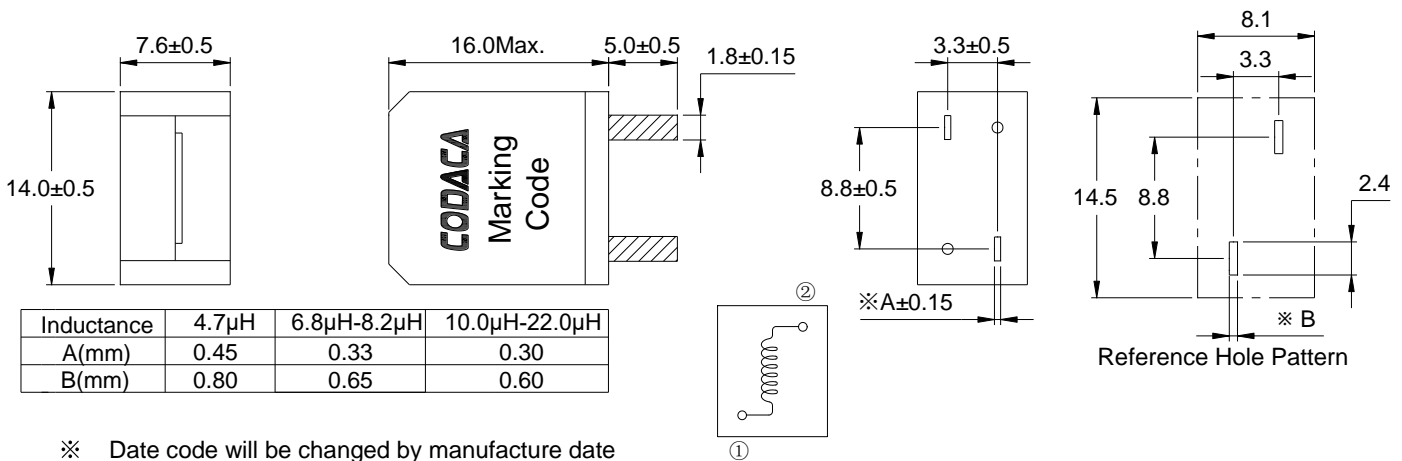 7.6±0.5
14.0±0.5
16.0Max.
5.0±0.5
1.8±0.15
CODACA
Marking
Code
3.3±0.5
8.8±0.5
※A±0.15
8.1
3.3
14.5
8.8
2.4
※ B
Reference Hole Pattern
Inductance 4.7µH 6.8µH-8.2µH 10.0µH-22.0µH
A(mm) 0.45 0.33 0.30
B(mm) 0.80 0.65 0.60
②
①
※ Date code will be changed by manufacture date